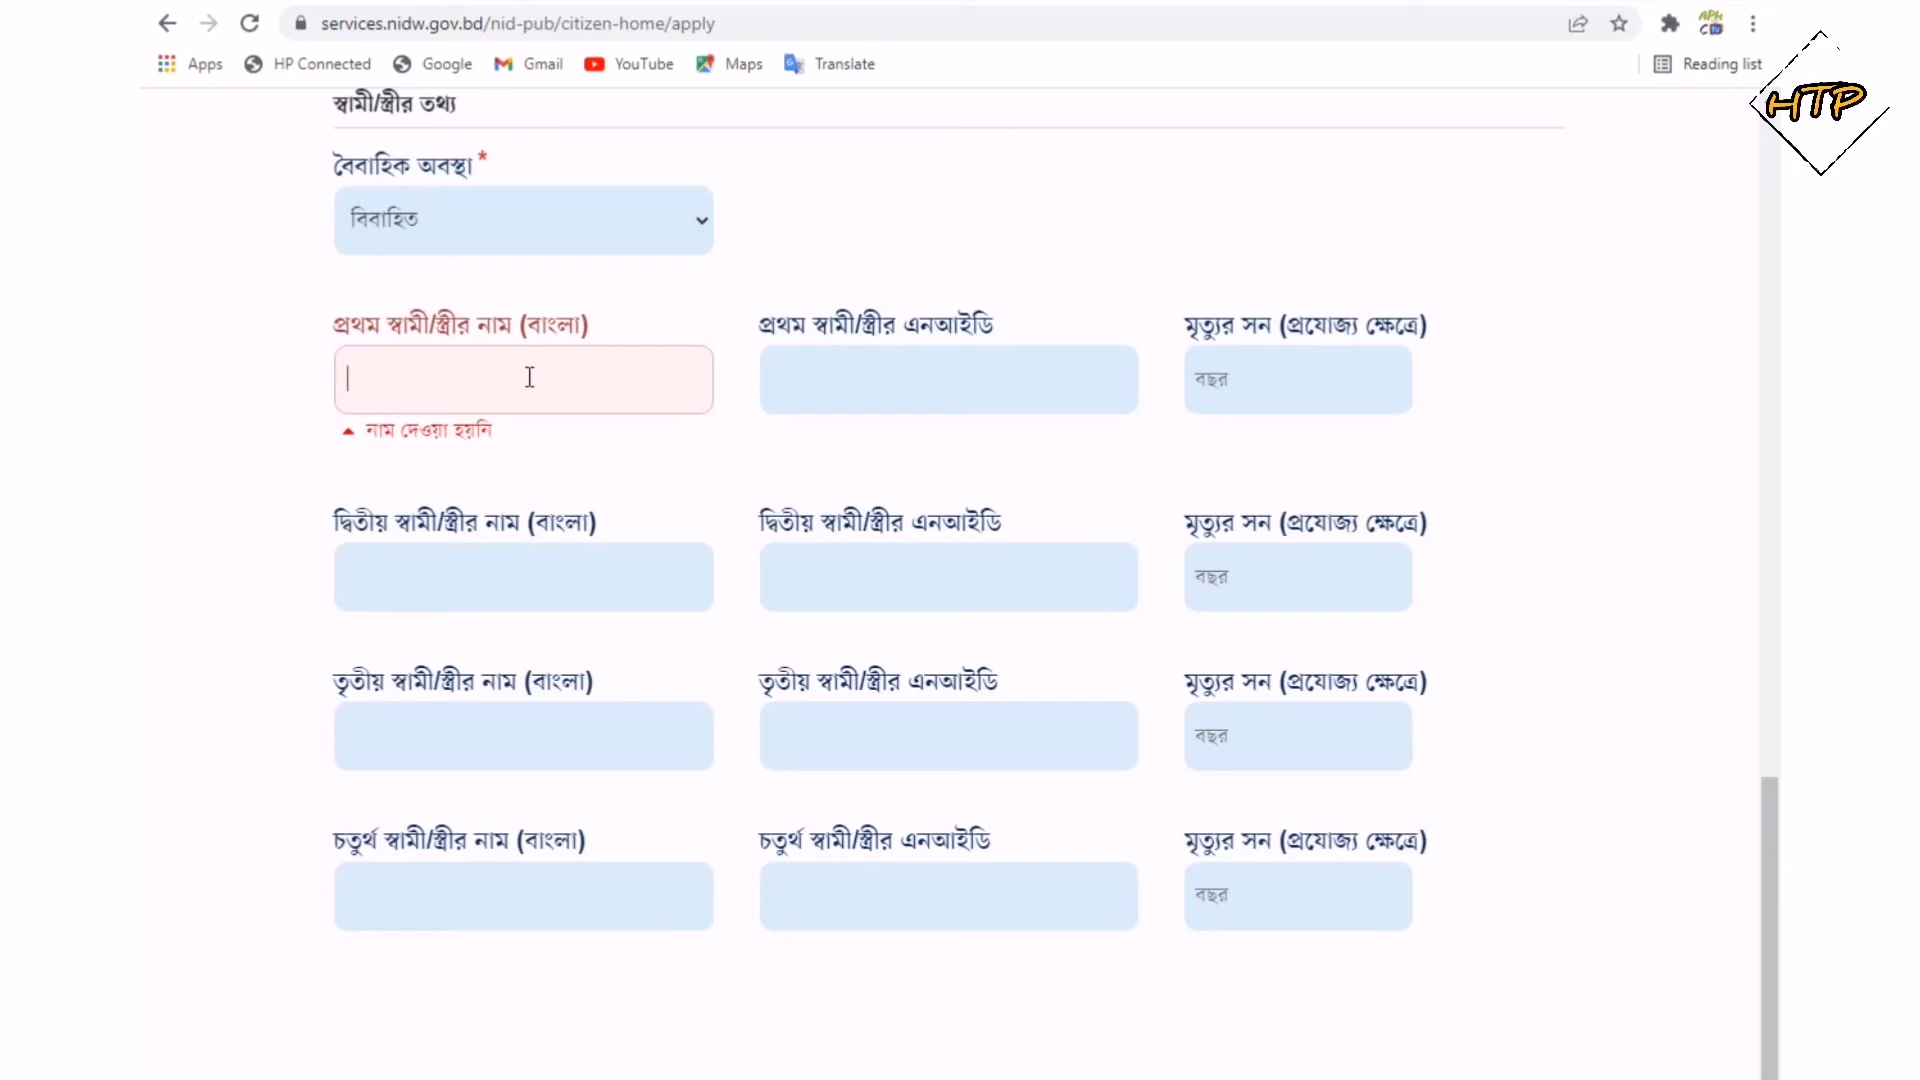 services.nidw.gov.bd/nid-pub/citizen-home/apply
Apps HP Connected Google Gmail YouTube Maps Translate Reading list
HTP
স্বামী/স্ত্রীর তথ্য
বৈবাহিক অবস্থা *
বিবাহিত
প্রথম স্বামী/স্ত্রীর নাম (বাংলা) প্রথম স্বামী/স্ত্রীর এনআইডি মৃত্যুর সন (প্রযোজ্য ক্ষেত্রে)
বছর
নাম দেওয়া হয়নি
দ্বিতীয় স্বামী/স্ত্রীর নাম (বাংলা) দ্বিতীয় স্বামী/স্ত্রীর এনআইডি মৃত্যুর সন (প্রযোজ্য ক্ষেত্রে)
বছর
তৃতীয় স্বামী/স্ত্রীর নাম (বাংলা) তৃতীয় স্বামী/স্ত্রীর এনআইডি মৃত্যুর সন (প্রযোজ্য ক্ষেত্রে)
বছর
চতুর্থ স্বামী/স্ত্রীর নাম (বাংলা) চতুর্থ স্বামী/স্ত্রীর এনআইডি মৃত্যুর সন (প্রযোজ্য ক্ষেত্রে)
বছর